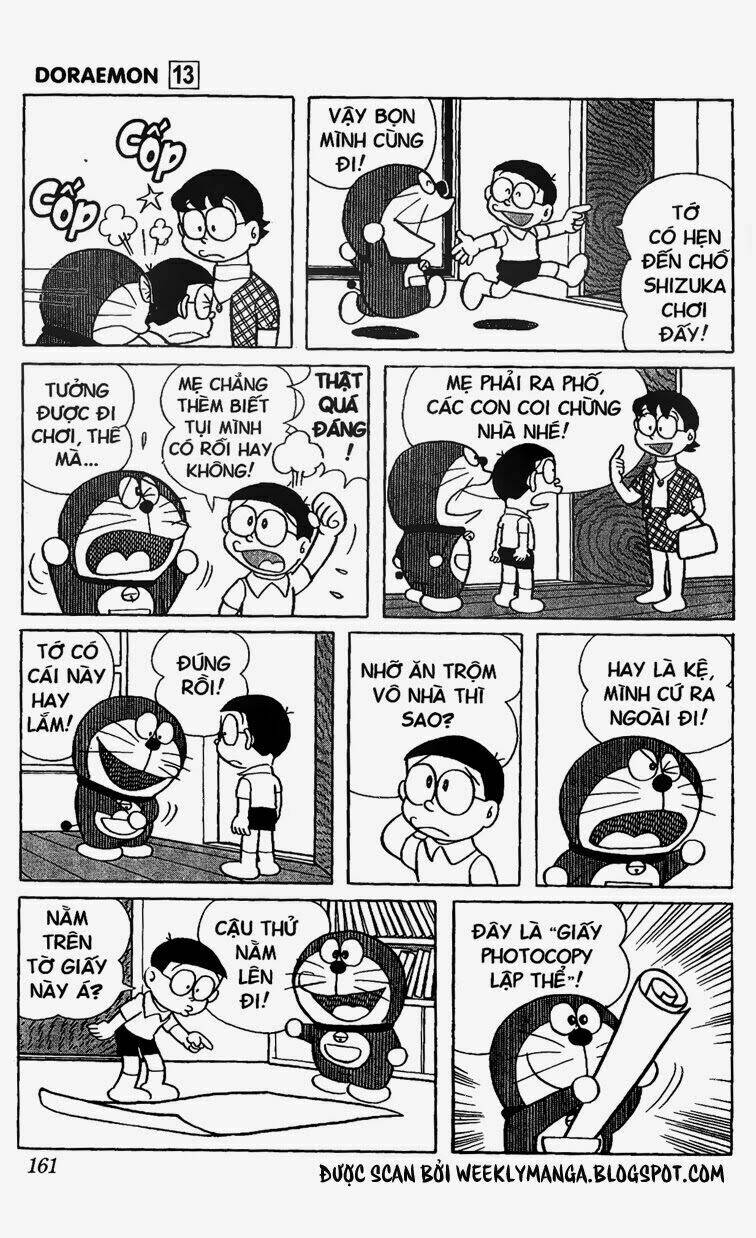 DORAEMON 13
TỚ
CÓ HẸN
ĐẾN CHỖ
SHIZUKA
CHƠI
ĐẤY!
VẬY BỌN
MÌNH CÙNG
ĐI!
CỐP
CỐP
MẸ PHẢI RA PHỐ,
CÁC CON COI CHỪNG
NHÀ NHÉ!
THẬT
QUÁ
ĐÁNG
!
MẸ CHẲNG
THÈM BIẾT
TỤI MÌNH
CÓ RỖI HAY
KHÔNG!
TƯỞNG
ĐƯỢC ĐI
CHƠI, THẾ
MÀ...
HAY LÀ KỆ,
MÌNH CỨ RA
NGOÀI ĐI!
NHỠ ĂN TRỘM
VÔ NHÀ THÌ
SAO?
ĐÚNG
RỒI!
TỚ CÓ
CÁI NÀY
HAY
LẮM!
ĐÂY LÀ "GIẤY
PHOTOCOPY
LẬP THỂ"!
CẬU THỬ
NẰM
LÊN
ĐI!
NẰM
TRÊN
TỜ GIẤY
NÀY Á?
161
ĐƯỢC SCAN BỞI WEEKLYMANGA.BLOGSPOT.COM